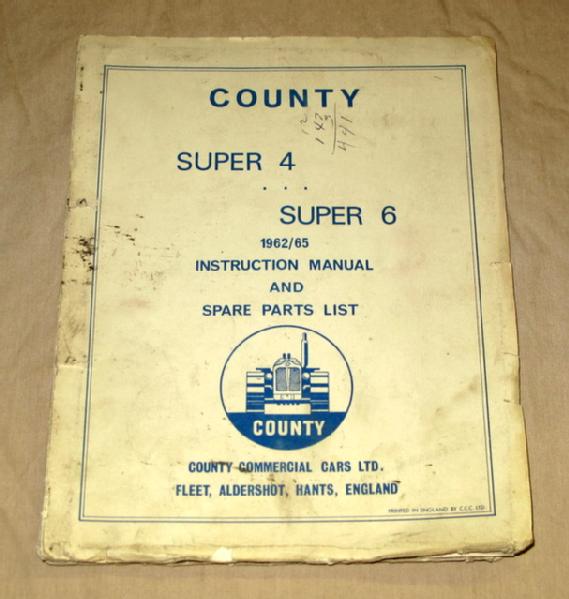 COUNTY
SUPER 4
...
SUPER 6
1962/65
INSTRUCTION MANUAL
AND
SPARE PARTS LIST
COUNTY
COUNTY COMMERCIAL CARS LTD.
FLEET, ALDERSHOT, HANTS, ENGLAND
PRINTED IN ENGLAND BY C.C.C. LTD.